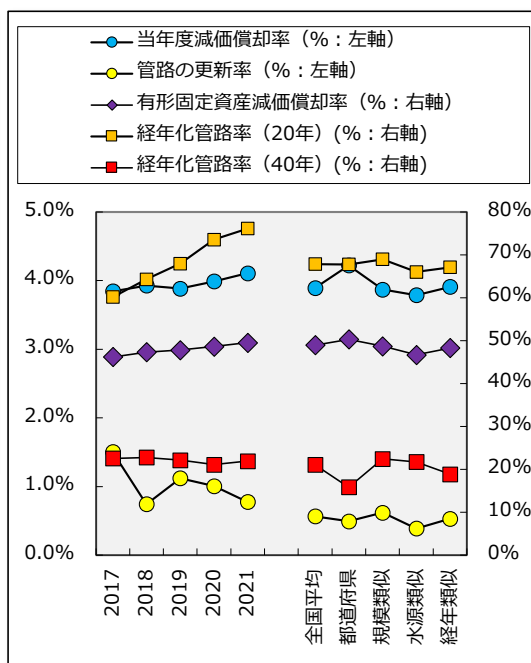 当年度減価償却率（%：左軸）
管路の更新率（%：左軸）
有形固定資産減価償却率（%：右軸）
経年化管路率（20年）(%：右軸)
経年化管路率（40年）(%：右軸)
5.0%
4.0%
3.0%
2.0%
1.0%
0.0%
80%
70%
60%
50%
40%
30%
20%
10%
0%
2017
2018
2019
2020
2021
全国平均
都道府県
規模類似
水源類似
経年類似